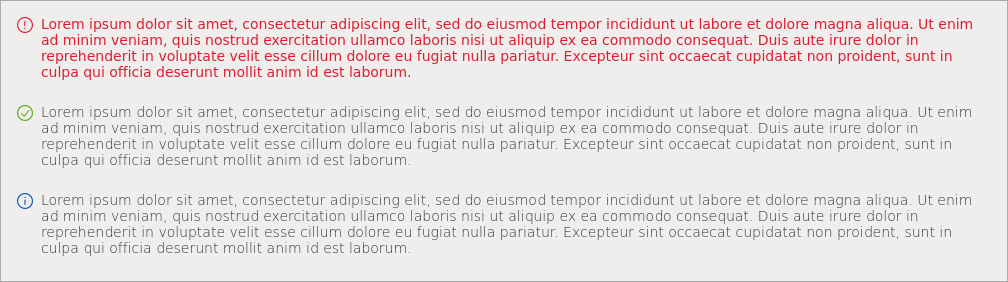 Lorem ipsum dolor sit amet, consectetur adipiscing elit, sed do eiusmod tempor incididunt ut labore et dolore magna aliqua. Ut enim
ad minim veniam, quis nostrud exercitation ullamco laboris nisi ut aliquip ex ea commodo consequat. Duis aute irure dolor in
reprehenderit in voluptate velit esse cillum dolore eu fugiat nulla pariatur. Excepteur sint occaecat cupidatat non proident, sunt in
culpa qui officia deserunt mollit anim id est laborum.
Lorem ipsum dolor sit amet, consectetur adipiscing elit, sed do eiusmod tempor incididunt ut labore et dolore magna aliqua. Ut enim
ad minim veniam, quis nostrud exercitation ullamco laboris nisi ut aliquip ex ea commodo consequat. Duis aute irure dolor in
reprehenderit in voluptate velit esse cillum dolore eu fugiat nulla pariatur. Excepteur sint occaecat cupidatat non proident, sunt in
culpa qui officia deserunt mollit anim id est laborum.
Lorem ipsum dolor sit amet, consectetur adipiscing elit, sed do eiusmod tempor incididunt ut labore et dolore magna aliqua. Ut enim
ad minim veniam, quis nostrud exercitation ullamco laboris nisi ut aliquip ex ea commodo consequat. Duis aute irure dolor in
reprehenderit in voluptate velit esse cillum dolore eu fugiat nulla pariatur. Excepteur sint occaecat cupidatat non proident, sunt in
culpa qui officia deserunt mollit anim id est laborum.